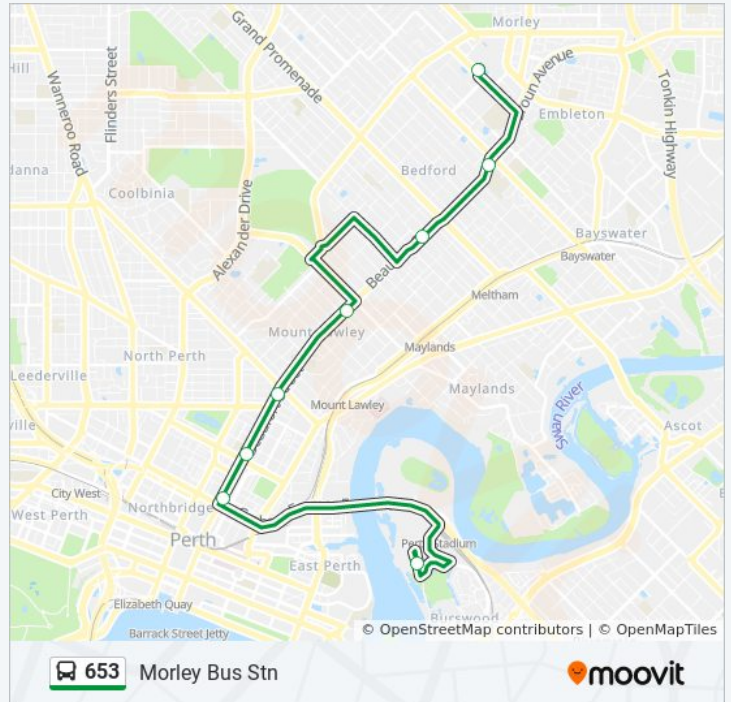 Morley
Grand Promenade
Flinders Street
Wanneroo Road
oun Avenue
Tonkin Highway
Embleton
Bedford
Coolbinia
Alexander Drive
Bayswater
Bayswater
Beau
Meltham
Mount Lawley
Maylands
North Perth
Leederville
Maylands
Mount Lawley
Swan River
Ascot
City West
Northbridge
West Perth
Perth
Perth Stadium
East Perth
Elizabeth Quay
Burswood
Barrack Street Jetty
© OpenStreetMap contributors | © OpenMapTiles
653 Morley Bus Stn
moovit